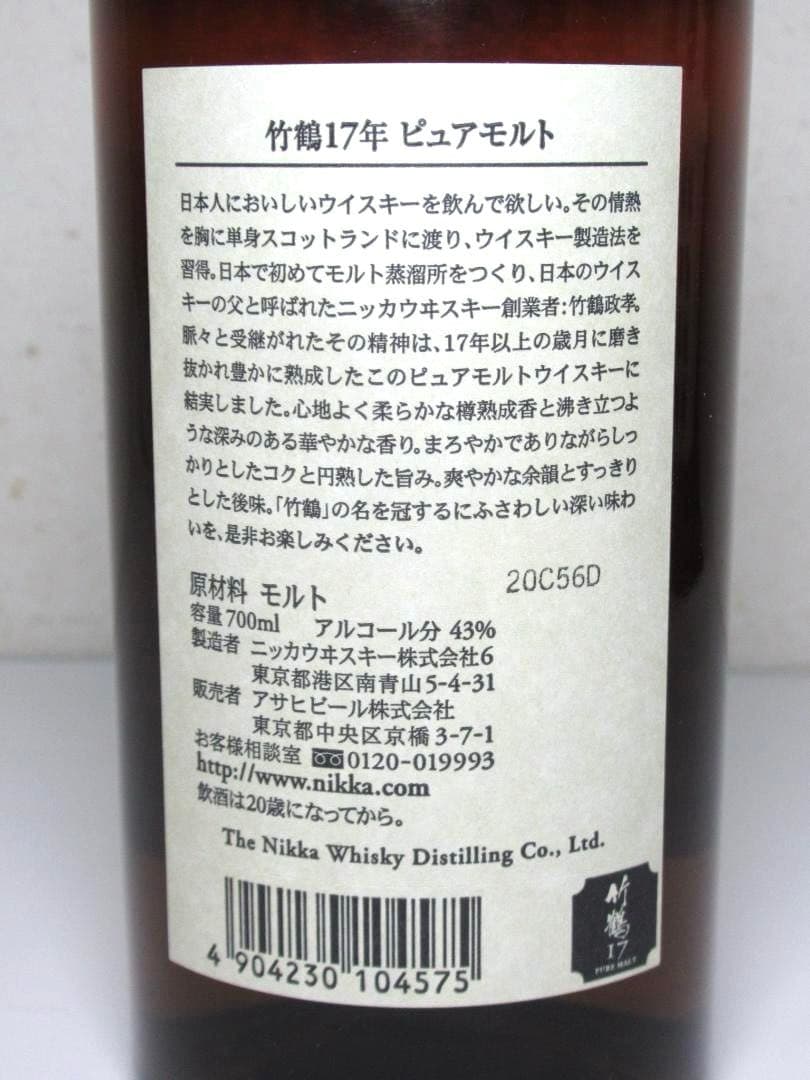 竹鶴17年 ピュアモルト
日本人においしいウイスキーを飲んで欲しい。その情熱
を胸に単身スコットランドに渡り、ウイスキー製造法を
習得。日本で初めてモルト蒸溜所をつくり、日本のウイス
キーの父と呼ばれたニッカウヰスキー創業者:竹鶴政孝。
脈々と受継がれたその精神は、17年以上の歳月に磨き
抜かれ豊かに熟成したこのピュアモルトウイスキーに
結実しました。心地よく柔らかな樽熟成香と沸き立つよ
うな深みのある華やかな香り。まろやかでありながらしっ
かりとしたコクと円熟した旨み。爽やかな余韻とすっきり
とした後味。「竹鶴」の名を冠するにふさわしい深い味わ
いを、是非お楽しみください。
20C56D
原材料 モルト
容量 700ml アルコール分 43%
製造者 ニッカウヰスキー株式会社6
東京都港区南青山5-4-31
販売者 アサヒビール株式会社
東京都中央区京橋3-7-1
お客様相談室 0120-019993
http://www.nikka.com
飲酒は20歳になってから。
The Nikka Whisky Distilling Co., Ltd.
竹鶴
17
PURE MALT
4 904230 104575